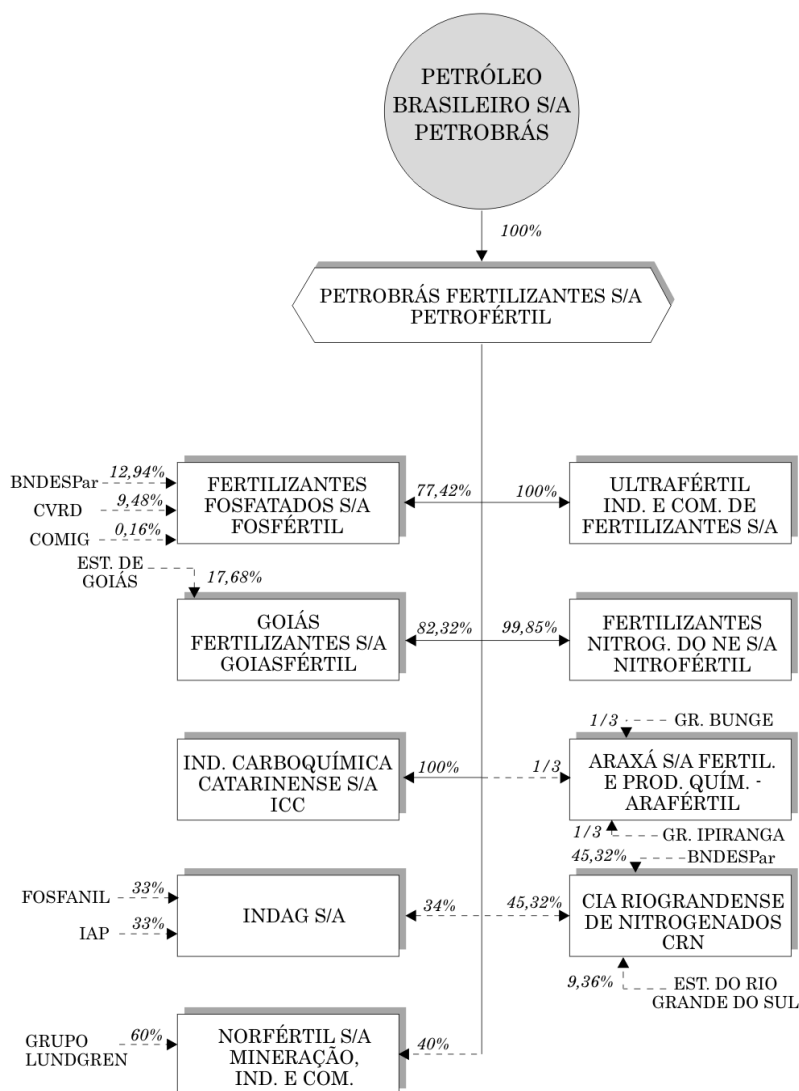 PETRÓLEO
BRASILEIRO S/A
PETROBRÁS
100%
PETROBRÁS FERTILIZANTES S/A
PETROFÉRTIL
BNDESPar
12,94%
CVRD
9,48%
COMIG
0,16%
FERTILIZANTES
FOSFATADOS S/A
FOSFÉRTIL
77,42%
100%
ULTRAFÉRTIL
IND. E COM. DE
FERTILIZANTES S/A
EST. DE
GOIÁS
17,68%
GOIÁS
FERTILIZANTES S/A
GOIASFÉRTIL
82,32%
99,85%
FERTILIZANTES
NITROG. DO NE S/A
NITROFÉRTIL
1/3
GR. BUNGE
IND. CARBOQUÍMICA
CATARINENSE S/A
ICC
100%
1/3
ARAXÁ S/A FERTIL.
E PROD. QUÍM. -
ARAFÉRTIL
1/3
GR. IPIRANGA
45,32%
BNDESPar
FOSFANIL
33%
IAP
33%
INDAG S/A
34%
45,32%
CIA RIOGRANDENSE
DE NITROGENADOS
CRN
9,36%
EST. DO RIO
GRANDE DO SUL
GRUPO
LUNDGREN
60%
NORFÉRTIL S/A
MINERAÇÃO,
IND. E COM.
40%